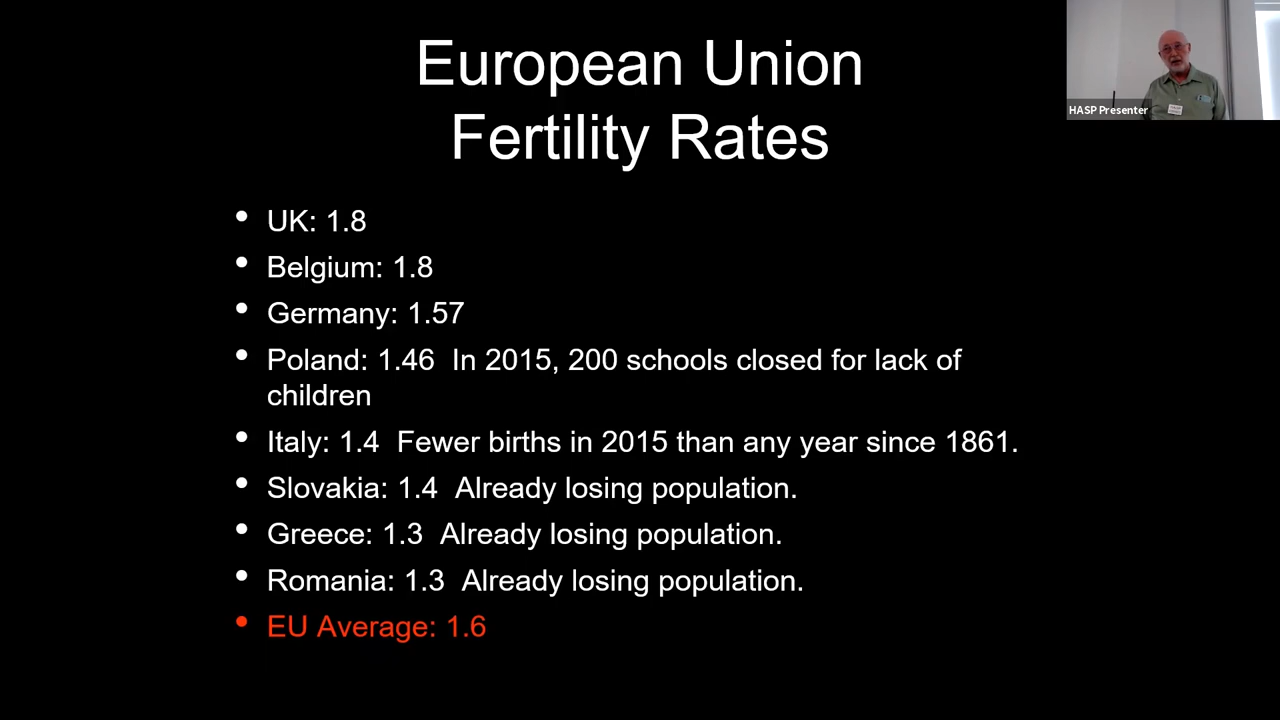 European Union
Fertility Rates
HASP Presenter
• UK: 1.8
• Belgium: 1.8
• Germany: 1.57
• Poland: 1.46  In 2015, 200 schools closed for lack of
children
• Italy: 1.4  Fewer births in 2015 than any year since 1861.
• Slovakia: 1.4  Already losing population.
• Greece: 1.3  Already losing population.
• Romania: 1.3  Already losing population.
• EU Average: 1.6